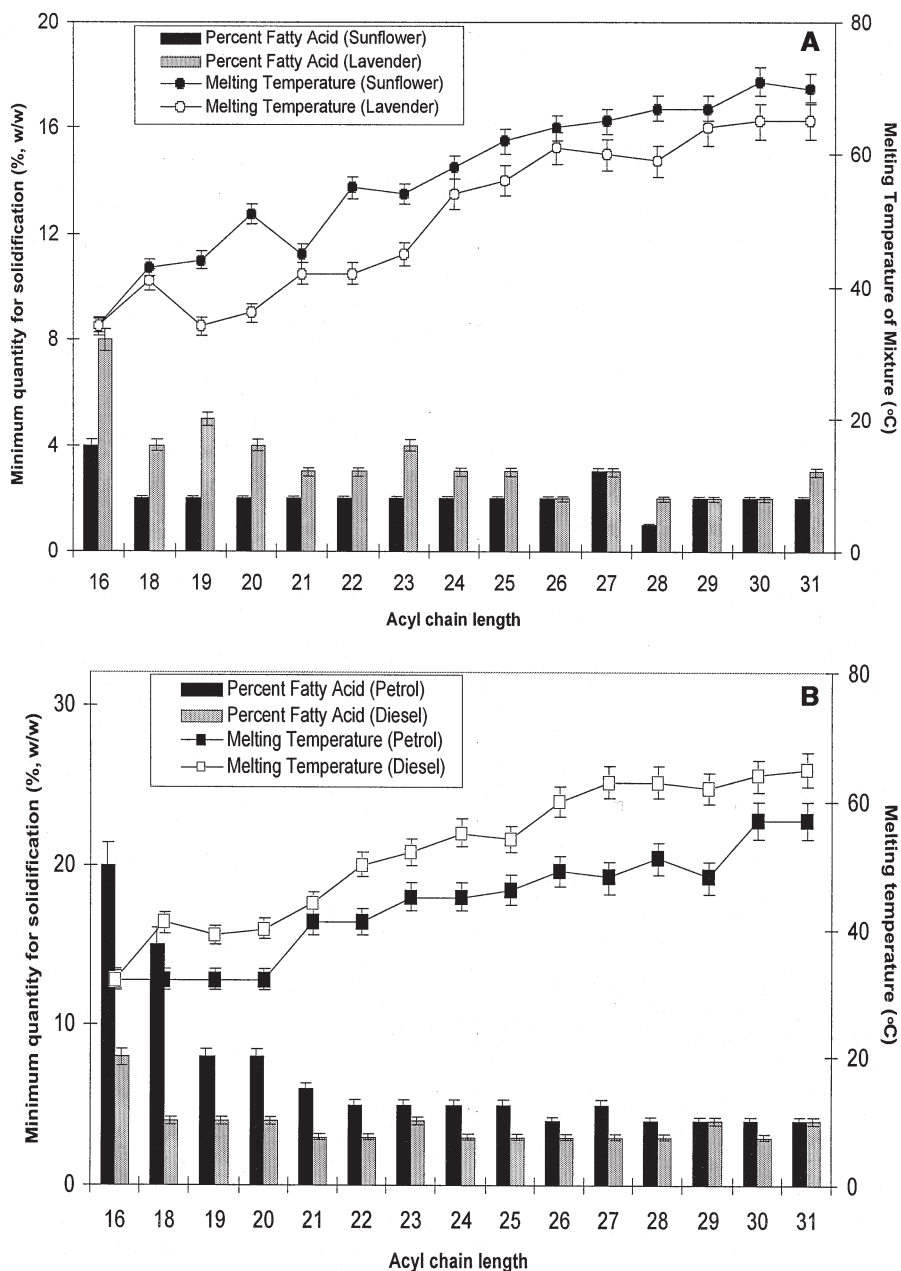 A
Percent Fatty Acid (Sunflower)
Percent Fatty Acid (Lavender)
Melting Temperature (Sunflower)
Melting Temperature (Lavender)
Minimum quantity for solidification (%, w/w)
20
16
12
8
4
0
Melting Temperature of Mixture (°C)
80
60
40
20
0
16 18 19 20 21 22 23 24 25 26 27 28 29 30 31
Acyl chain length
B
Percent Fatty Acid (Petrol)
Percent Fatty Acid (Diesel)
Melting Temperature (Petrol)
Melting Temperature (Diesel)
Minimum quantity for solidification (%, w/w)
30
20
10
0
Melting temperature (°C)
80
60
40
20
0
16 18 19 20 21 22 23 24 25 26 27 28 29 30 31
Acyl chain length